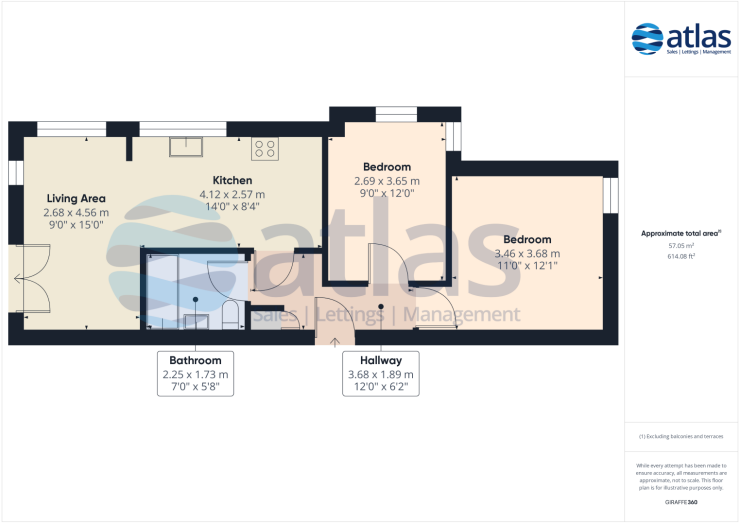 atlas
Sales | Lettings | Management
Living Area
2.68 x 4.56 m
9'0" x 15'0"
Kitchen
4.12 x 2.57 m
14'0" x 8'4"
Bedroom
2.69 x 3.65 m
9'0" x 12'0"
Bedroom
3.46 x 3.68 m
11'0" x 12'1"
atlas
Sales | Lettings | Management
Bathroom
2.25 x 1.73 m
7'0" x 5'8"
Hallway
3.68 x 1.89 m
12'0" x 6'2"
Approximate total area⁽¹⁾
57.05 m²
614.08 ft²
(1) Excluding balconies and terraces
While every attempt has been made to
ensure accuracy, all measurements are
approximate, not to scale. This floor
plan is for illustrative purposes only.
GIRAFFE360